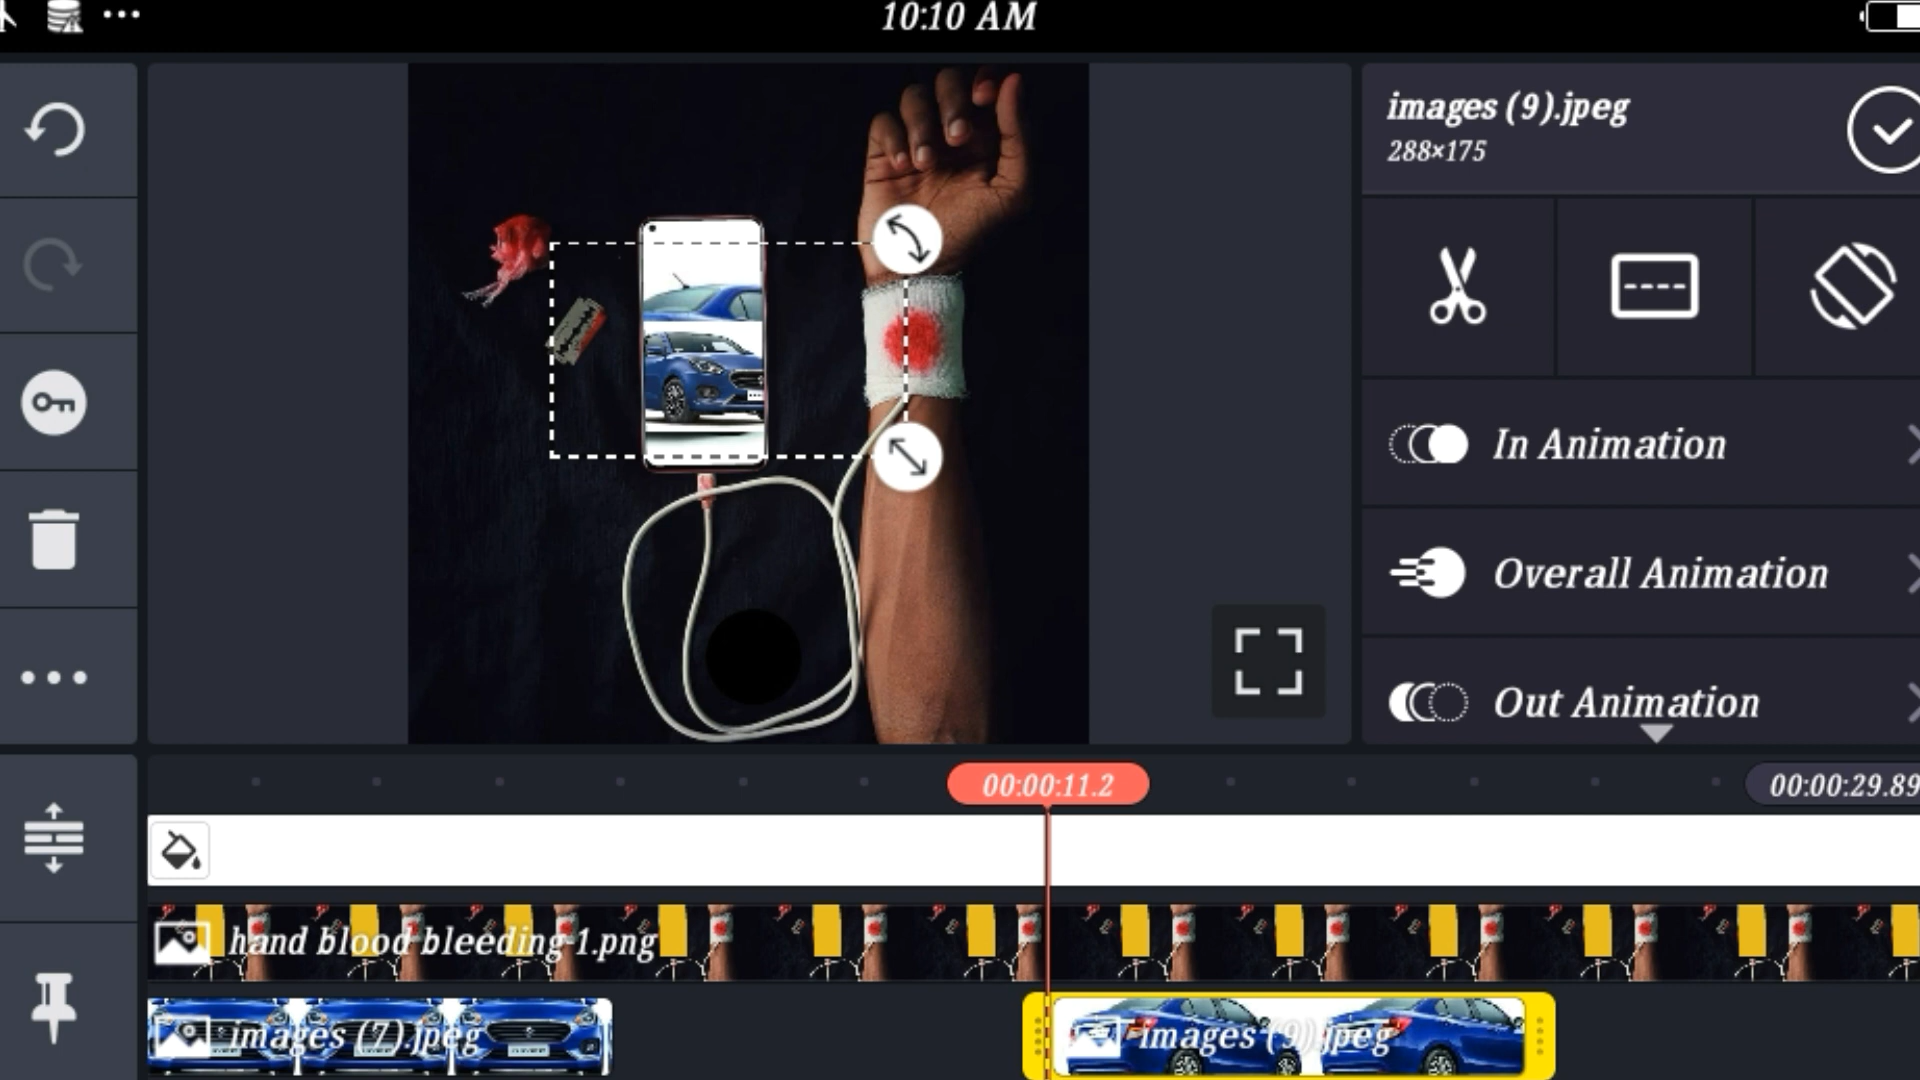 10:10 AM
images (9).jpeg
288×175
In Animation
Overall Animation
Out Animation
00:00:11.2
00:00:29.89
hand blood bleeding-1.png
images (7).jpeg
images (9).jpeg